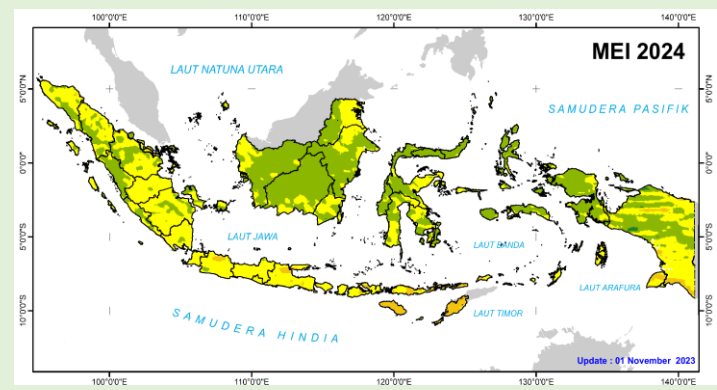 100°0'0"E 110°0'0"E 120°0'0"E 130°0'0"E 140°0'0"E
MEI 2024
LAUT NATUNA UTARA
5°0'0"N 5°0'0"N
SAMUDERA PASIFIK
0°0'0" 0°0'0"
LAUT JAWA
LAUT BANDA
5°0'0"S 5°0'0"S
LAUT ARAFURA
10°0'0"S 10°0'0"S
LAUT TIMOR
SAMUDERA HINDIA
Update : 01 November 2023
100°0'0"E 110°0'0"E 120°0'0"E 130°0'0"E 140°0'0"E